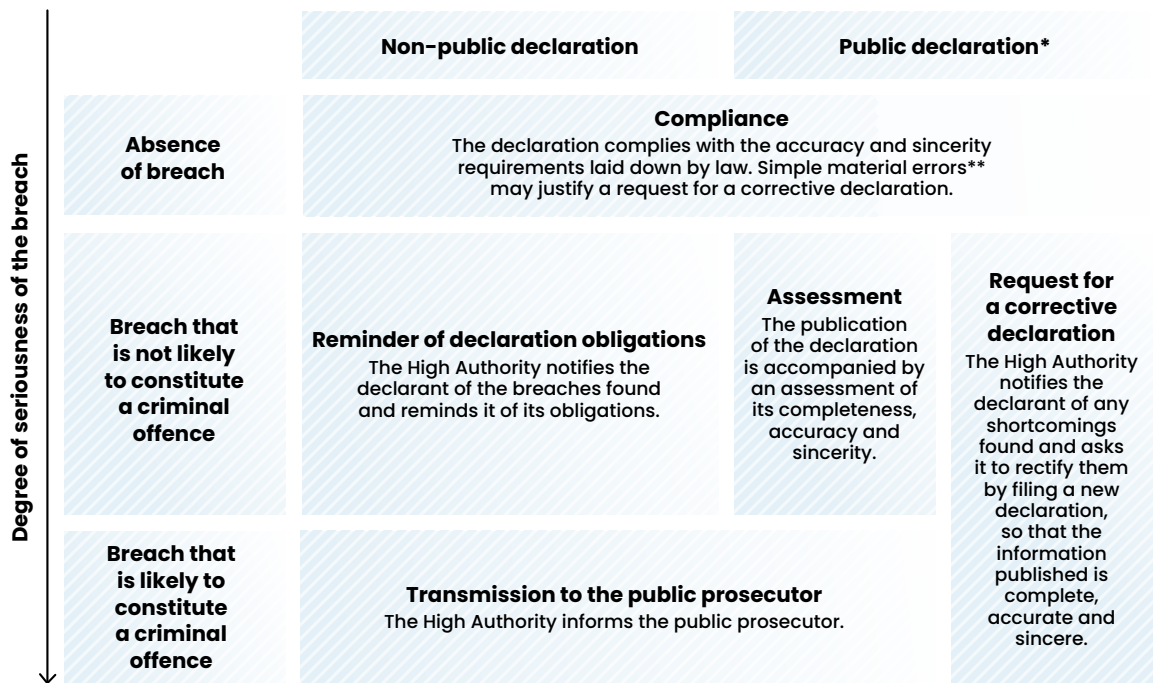 Degree of seriousness of the breach
Non-public declaration
Public declaration*
Absence
of breach
Compliance
The declaration complies with the accuracy and sincerity
requirements laid down by law. Simple material errors**
may justify a request for a corrective declaration.
Breach that
is not likely
to constitute
a criminal
offence
Reminder of declaration obligations
The High Authority notifies the
declarant of the breaches found
and reminds it of its obligations.
Assessment
The publication
of the declaration
is accompanied by
an assessment of
its completeness,
accuracy and
sincerity.
Request for
a corrective
declaration
The High Authority
notifies the
declarant of any
shortcomings
found and asks
it to rectify them
by filing a new
declaration,
so that the
information
published is
complete,
accurate and
sincere.
Breach that
is likely to
constitute
a criminal
offence
Transmission to the public prosecutor
The High Authority informs the public prosecutor.